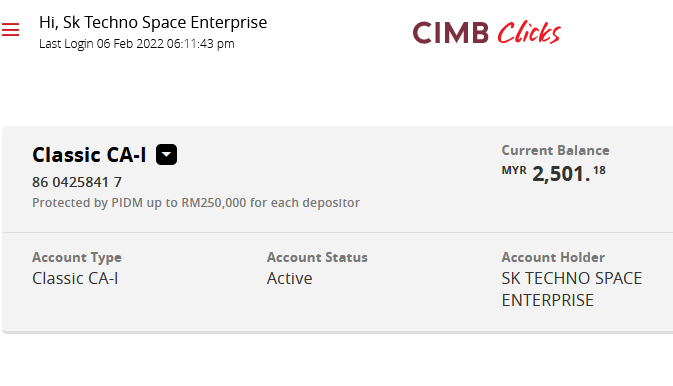 Hi, Sk Techno Space Enterprise
Last Login 06 Feb 2022 06:11:43 pm
CIMB Clicks
Classic CA-I
86 0425841 7
Protected by PIDM up to RM250,000 for each depositor
Current Balance
MYR 2,501.18
Account Type
Classic CA-I
Account Status
Active
Account Holder
SK TECHNO SPACE
ENTERPRISE